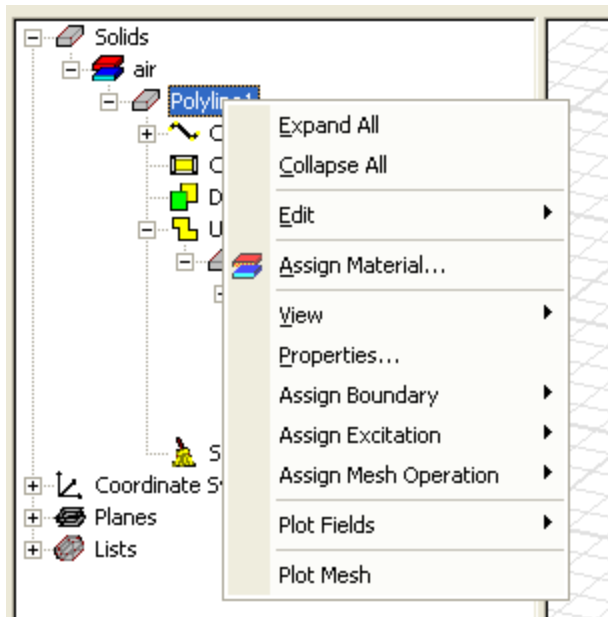 Solids
air
Polyline1
Expand All
Collapse All
Edit
Assign Material...
View
Properties...
Assign Boundary
Assign Excitation
Assign Mesh Operation
Plot Fields
Plot Mesh
C
C
D
U
S
Coordinate Sy
Planes
Lists